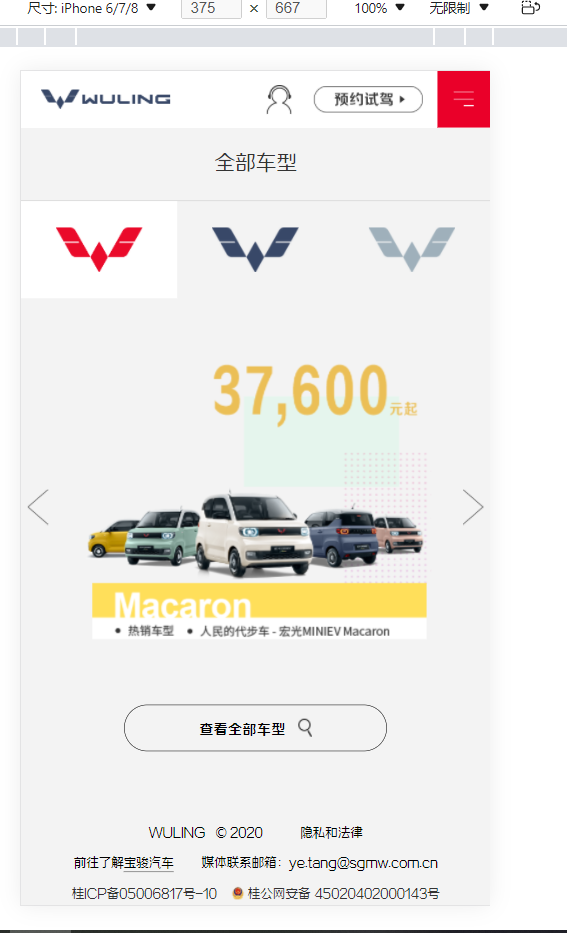 尺寸: iPhone 6/7/8 ▼ 375 × 667 100% ▼ 无限制 ▼
WULING 预约试驾
全部车型
37,600元起
Macaron
• 热销车型 • 人民的代步车 - 宏光MINIEV Macaron
查看全部车型
WULING © 2020 隐私和法律
前往了解宝骏汽车 媒体联系邮箱：ye.tang@sgmw.com.cn
桂ICP备05006817号-10 桂公网安备 45020402000143号